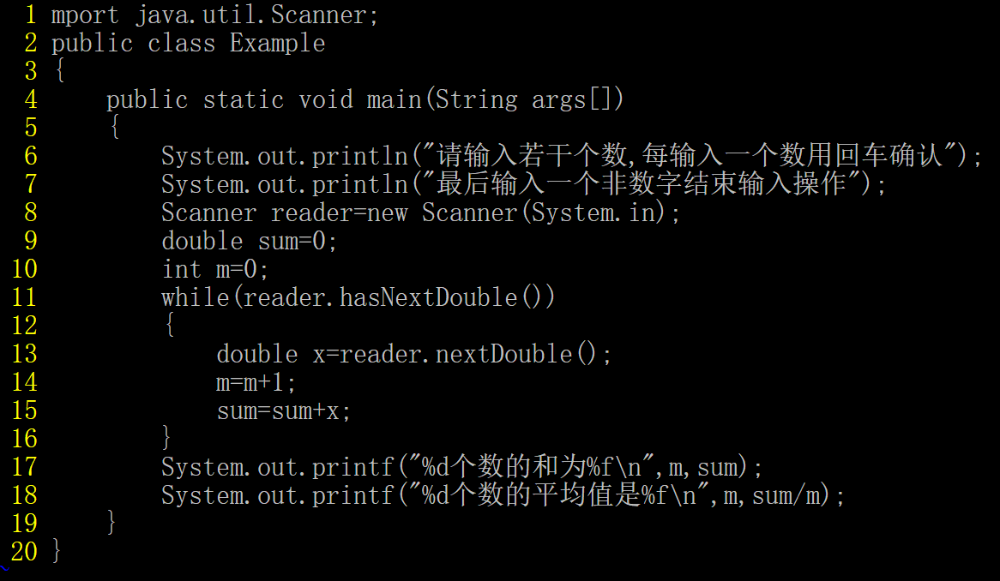 1 mport java.util.Scanner;
2 public class Example
3 {
4     public static void main(String args[])
5     {
6         System.out.println("请输入若干个数,每输入一个数用回车确认");
7         System.out.println("最后输入一个非数字结束输入操作");
8         Scanner reader=new Scanner(System.in);
9         double sum=0;
10         int m=0;
11         while(reader.hasNextDouble())
12         {
13             double x=reader.nextDouble();
14             m=m+1;
15             sum=sum+x;
16         }
17         System.out.printf("%d个数的和为%f\n",m,sum);
18         System.out.printf("%d个数的平均值是%f\n",m,sum/m);
19     }
20 }
~